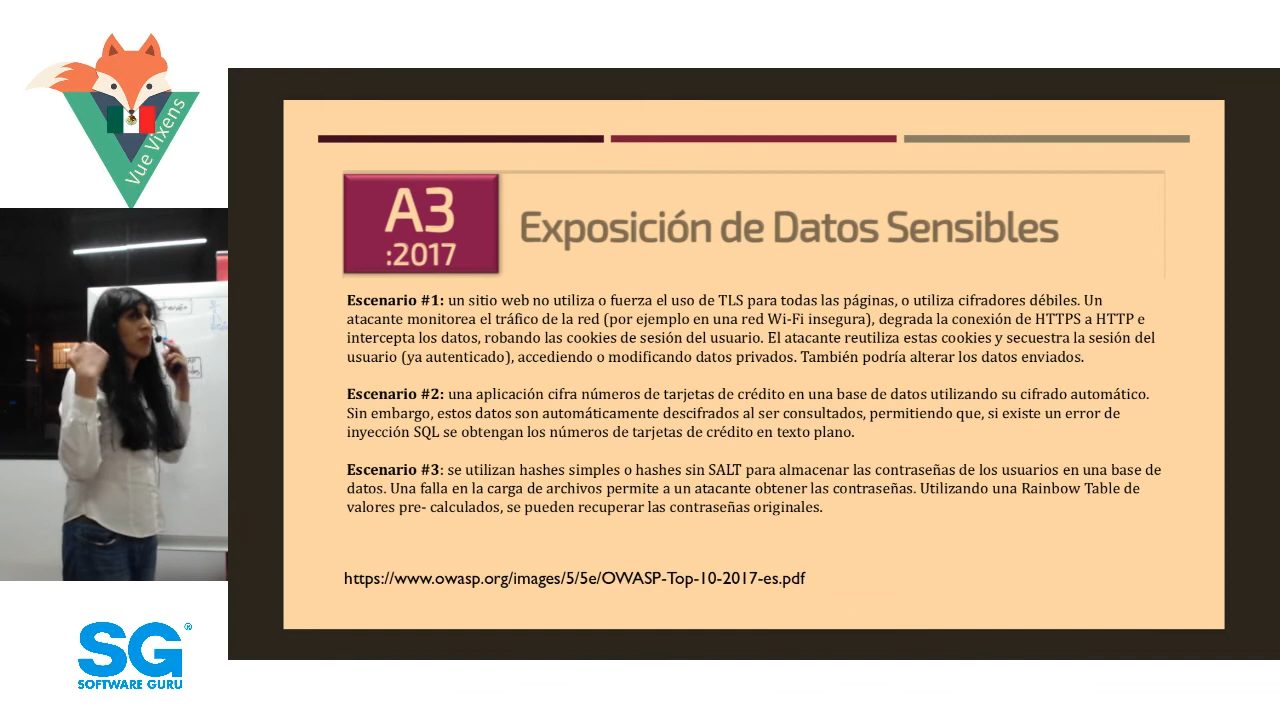 Vue Vixens
A3
:2017
Exposición de Datos Sensibles
Escenario #1: un sitio web no utiliza o fuerza el uso de TLS para todas las páginas, o utiliza cifradores débiles. Un
atacante monitorea el tráfico de la red (por ejemplo en una red Wi-Fi insegura), degrada la conexión de HTTPS a HTTP e
intercepta los datos, robando las cookies de sesión del usuario. El atacante reutiliza estas cookies y secuestra la sesión del
usuario (ya autenticado), accediendo o modificando datos privados. También podría alterar los datos enviados.
Escenario #2: una aplicación cifra números de tarjetas de crédito en una base de datos utilizando su cifrado automático.
Sin embargo, estos datos son automáticamente descifrados al ser consultados, permitiendo que, si existe un error de
inyección SQL se obtengan los números de tarjetas de crédito en texto plano.
Escenario #3: se utilizan hashes simples o hashes sin SALT para almacenar las contraseñas de los usuarios en una base de
datos. Una falla en la carga de archivos permite a un atacante obtener las contraseñas. Utilizando una Rainbow Table de
valores pre- calculados, se pueden recuperar las contraseñas originales.
https://www.owasp.org/images/5/5e/OWASP-Top-10-2017-es.pdf
SG®
SOFTWARE GURU